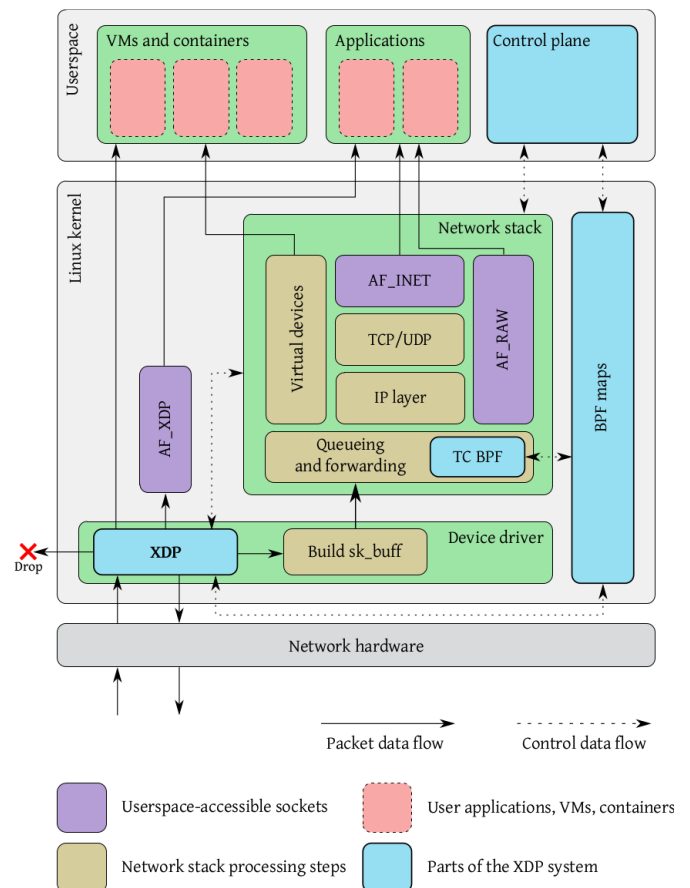 Userspace
VMs and containers
Applications
Control plane
Linux kernel
Network stack
Virtual devices
AF_INET
TCP/UDP
IP layer
AF_RAW
BPF maps
AF_XDP
Queueing
and forwarding
TC BPF
Device driver
XDP
Build sk_buff
Drop
Network hardware
Packet data flow
Control data flow
Userspace-accessible sockets
User applications, VMs, containers
Network stack processing steps
Parts of the XDP system